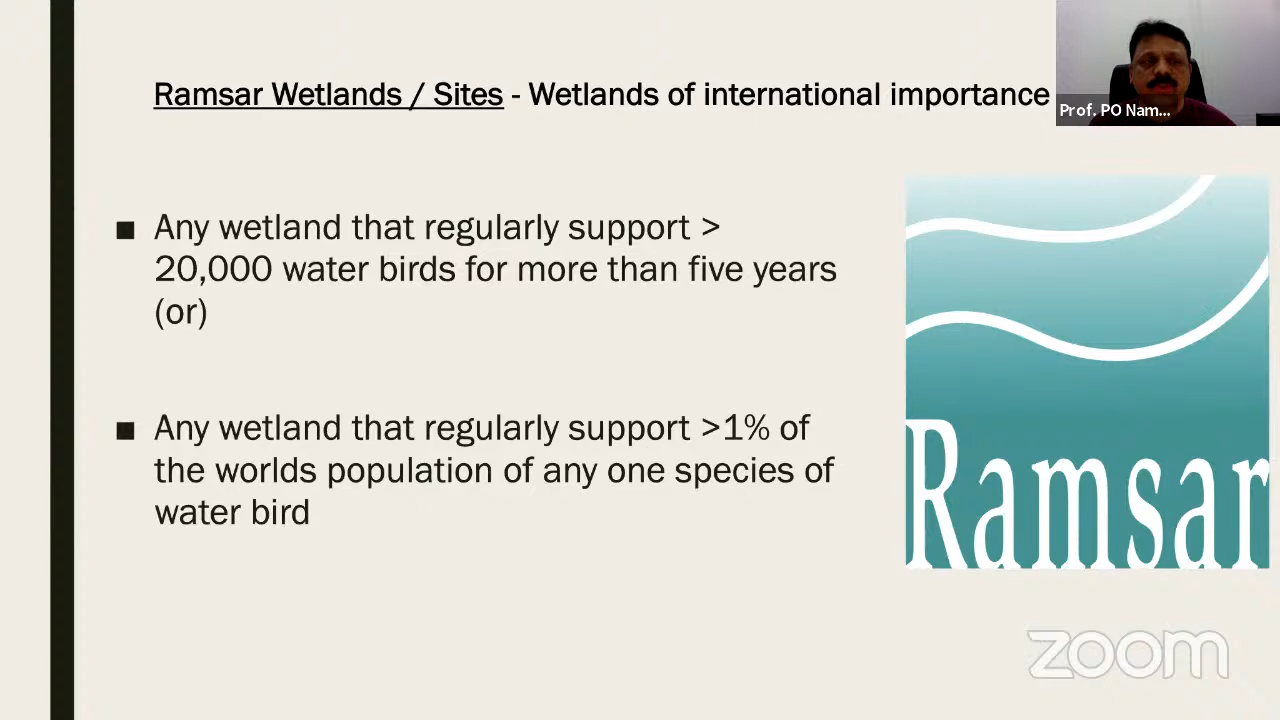 Ramsar Wetlands / Sites - Wetlands of international importance
Prof. PO Nam...
■ Any wetland that regularly support >
20,000 water birds for more than five years
(or)
■ Any wetland that regularly support >1% of
the worlds population of any one species of
water bird
Ramsar
zoom